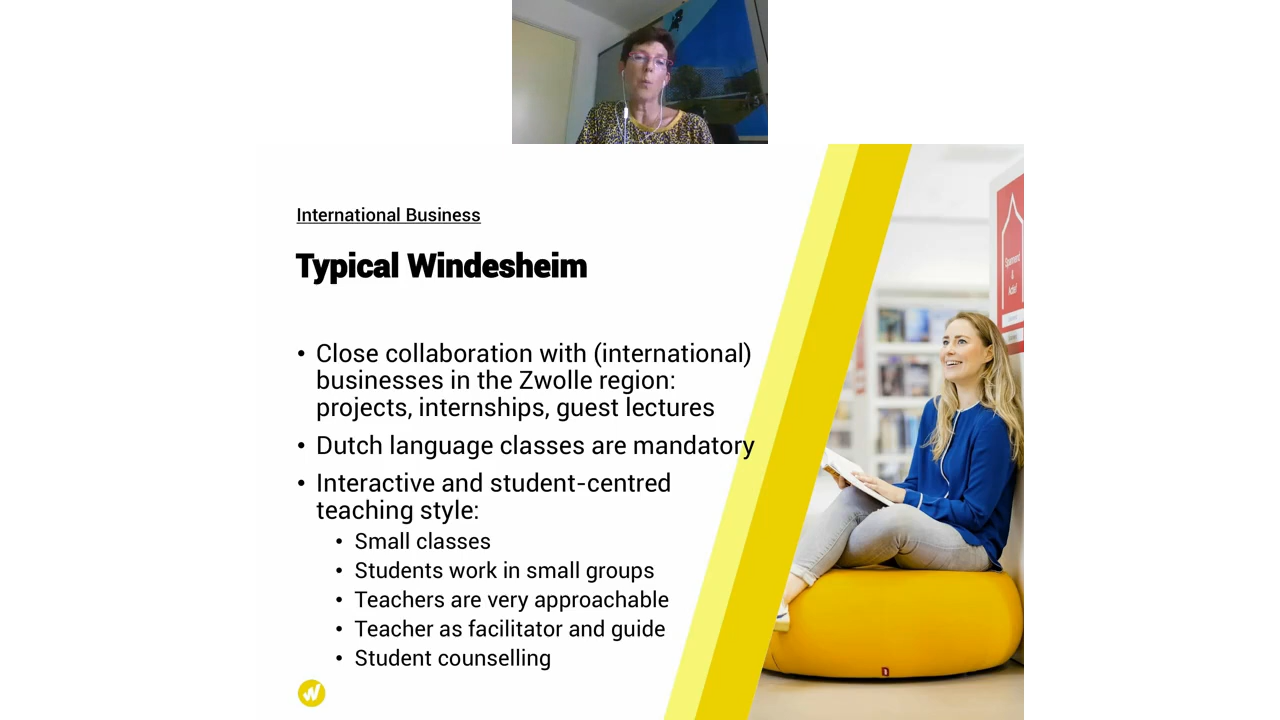 International Business
Typical Windesheim
• Close collaboration with (international)
businesses in the Zwolle region:
projects, internships, guest lectures
• Dutch language classes are mandatory
• Interactive and student-centred
teaching style:
• Small classes
• Students work in small groups
• Teachers are very approachable
• Teacher as facilitator and guide
• Student counselling
Spannend
&
Actief